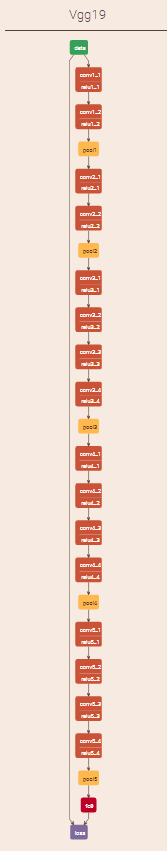 Vgg19
data
conv1_1
relu1_1
conv1_2
relu1_2
pool1
conv2_1
relu2_1
conv2_2
relu2_2
pool2
conv3_1
relu3_1
conv3_2
relu3_2
conv3_3
relu3_3
conv3_4
relu3_4
pool3
conv4_1
relu4_1
conv4_2
relu4_2
conv4_3
relu4_3
conv4_4
relu4_4
pool4
conv5_1
relu5_1
conv5_2
relu5_2
conv5_3
relu5_3
conv5_4
relu5_4
pool5
loss